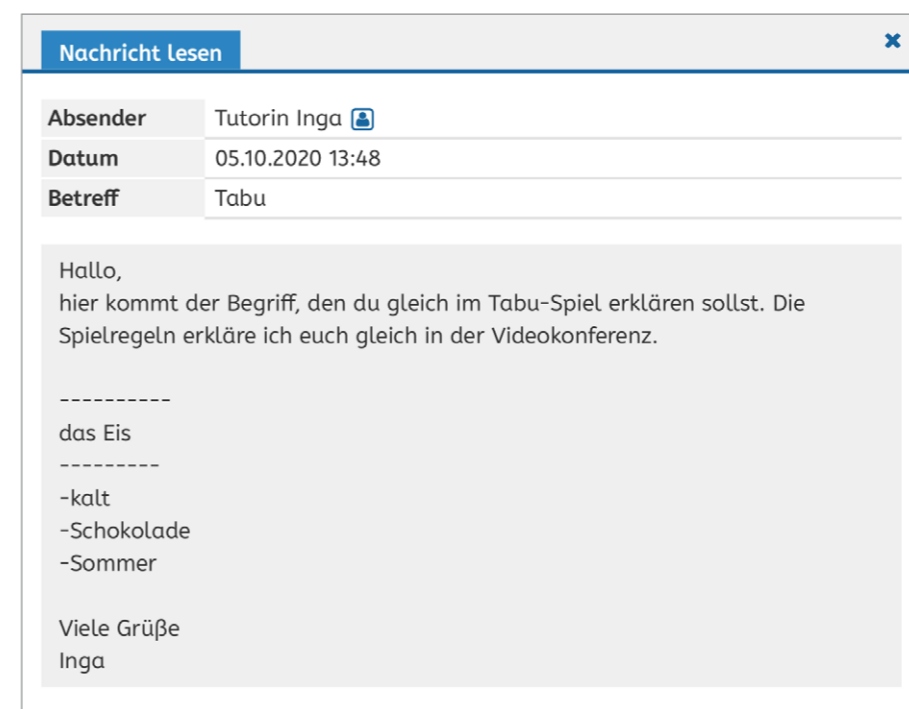 Nachricht lesen
Absender Tutorin Inga
Datum 05.10.2020 13:48
Betreff Tabu
Hallo,
hier kommt der Begriff, den du gleich im Tabu-Spiel erklären sollst. Die
Spielregeln erkläre ich euch gleich in der Videokonferenz.
----------
das Eis
---------
-kalt
-Schokolade
-Sommer
Viele Grüße
Inga